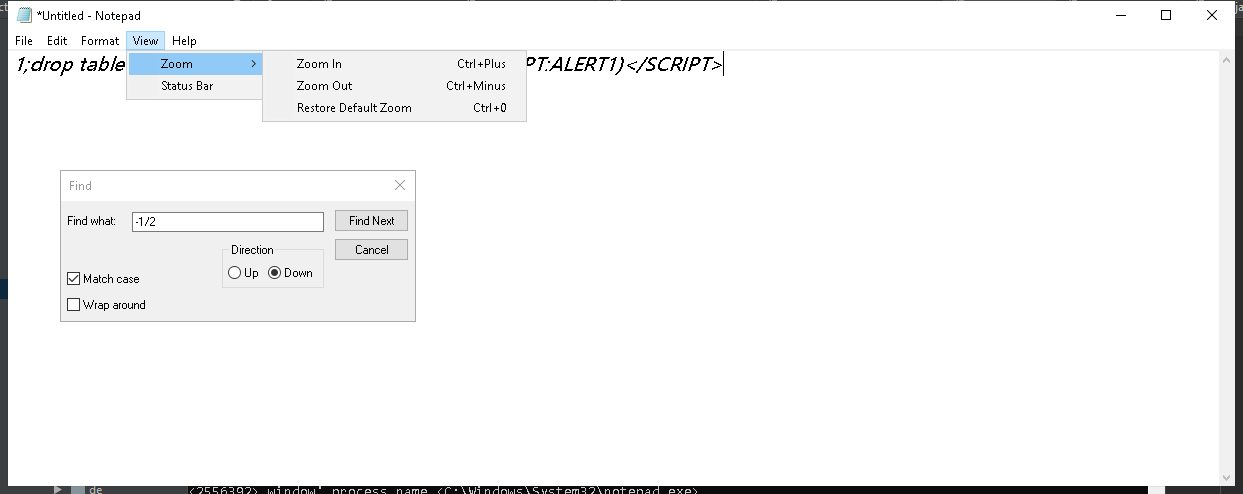 *Untitled - Notepad
File Edit Format View Help
1;drop table PT:ALERT1)</SCRIPT>
Zoom
Status Bar
Zoom In Ctrl+Plus
Zoom Out Ctrl+Minus
Restore Default Zoom Ctrl+0
Find
Find what: -1/2 Find Next
Direction Cancel
Up Down
Match case
Wrap around
de <2556392> window' process name <C:\Windows\System32\notepad.exe>